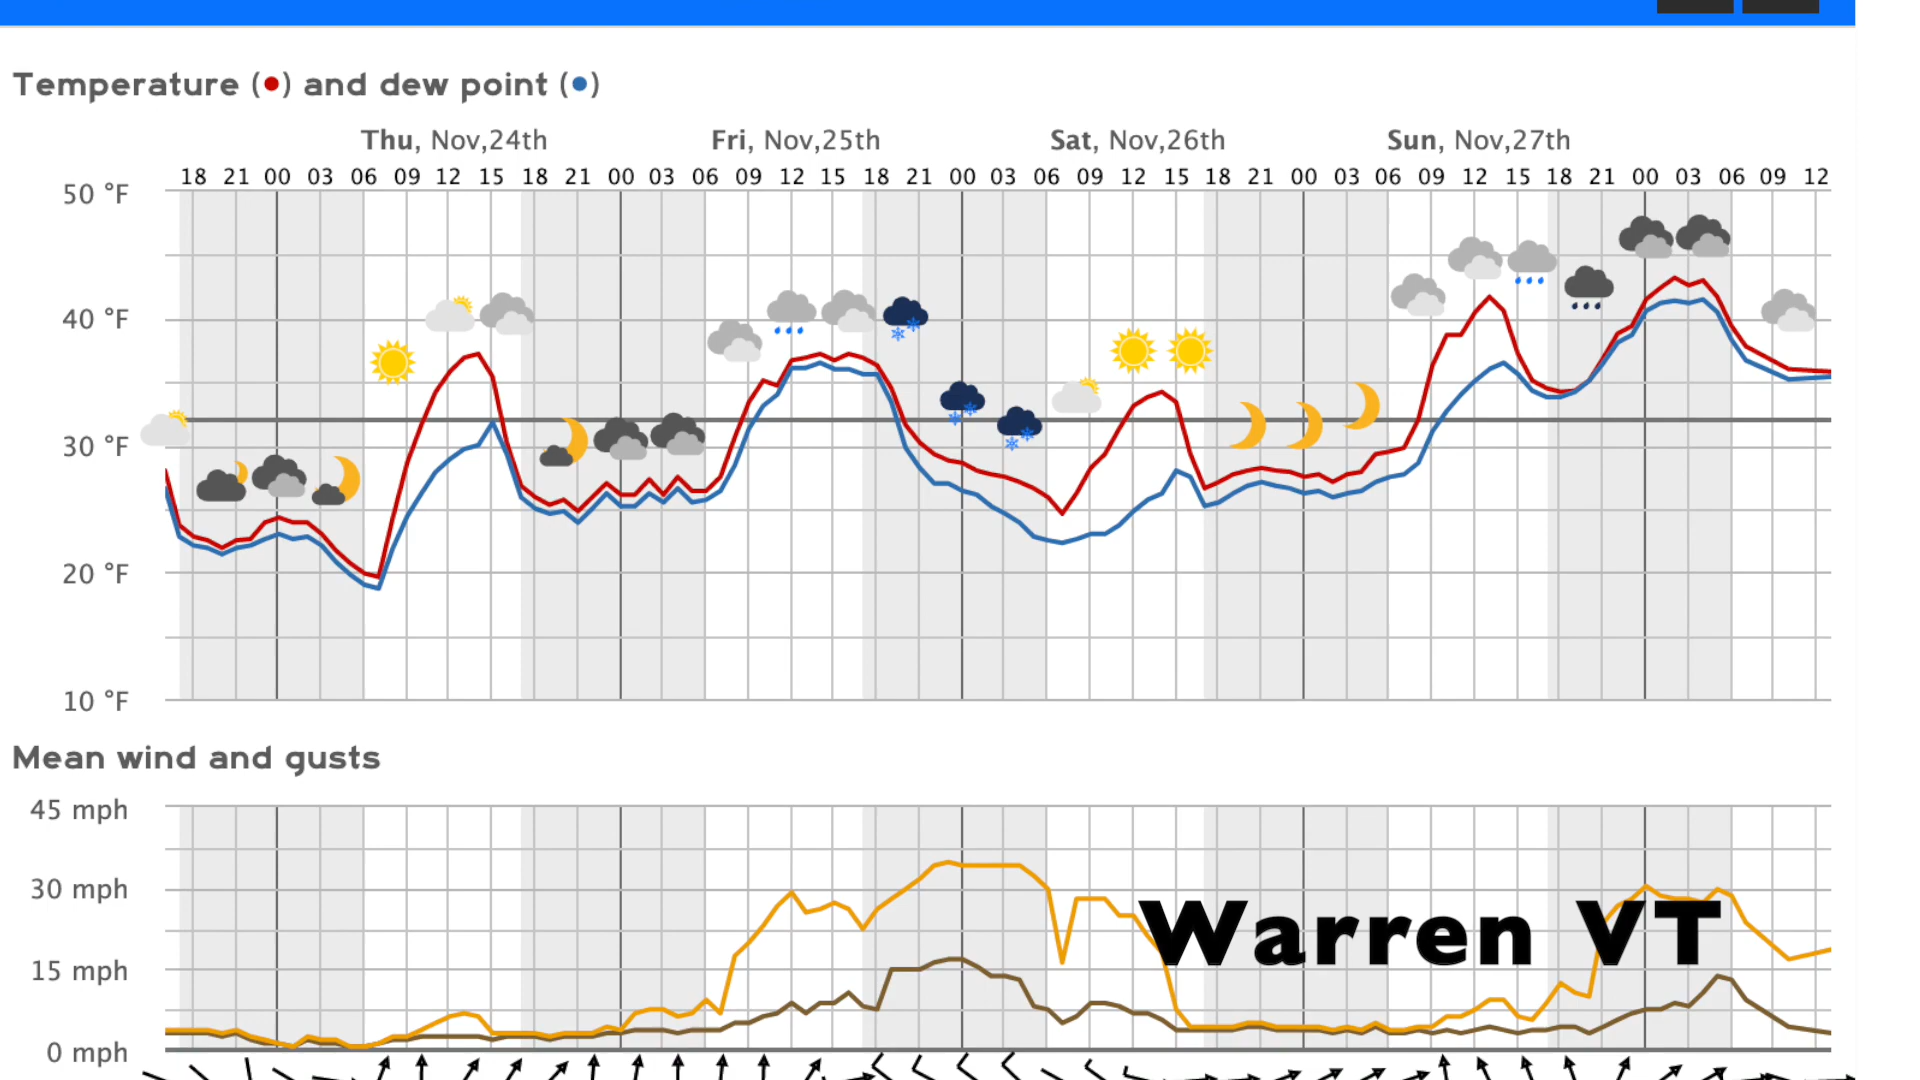 Temperature (•) and dew point (•)
Thu, Nov,24th Fri, Nov,25th Sat, Nov,26th Sun, Nov,27th
18 21 00 03 06 09 12 15 18 21 00 03 06 09 12 15 18 21 00 03 06 09 12 15 18 21 00 03 06 09 12 15 18 21 00 03 06 09 12
50 °F
40 °F
30 °F
20 °F
10 °F
Mean wind and gusts
45 mph
30 mph
Warren VT
15 mph
0 mph